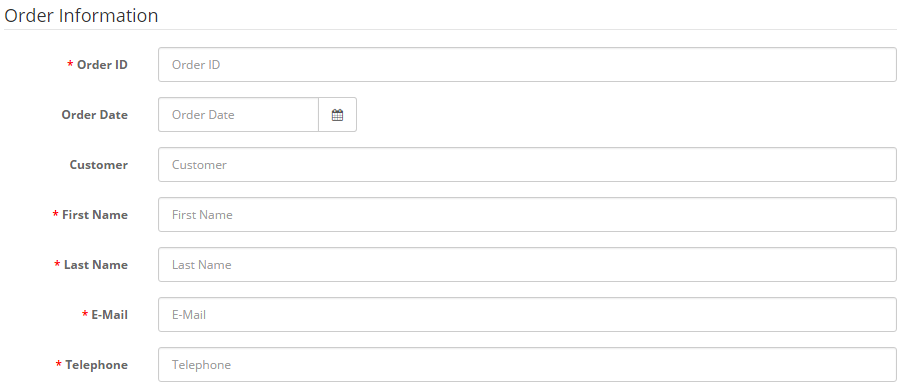 Order Information
* Order ID Order ID
Order Date Order Date
Customer Customer
* First Name First Name
* Last Name Last Name
* E-Mail E-Mail
* Telephone Telephone